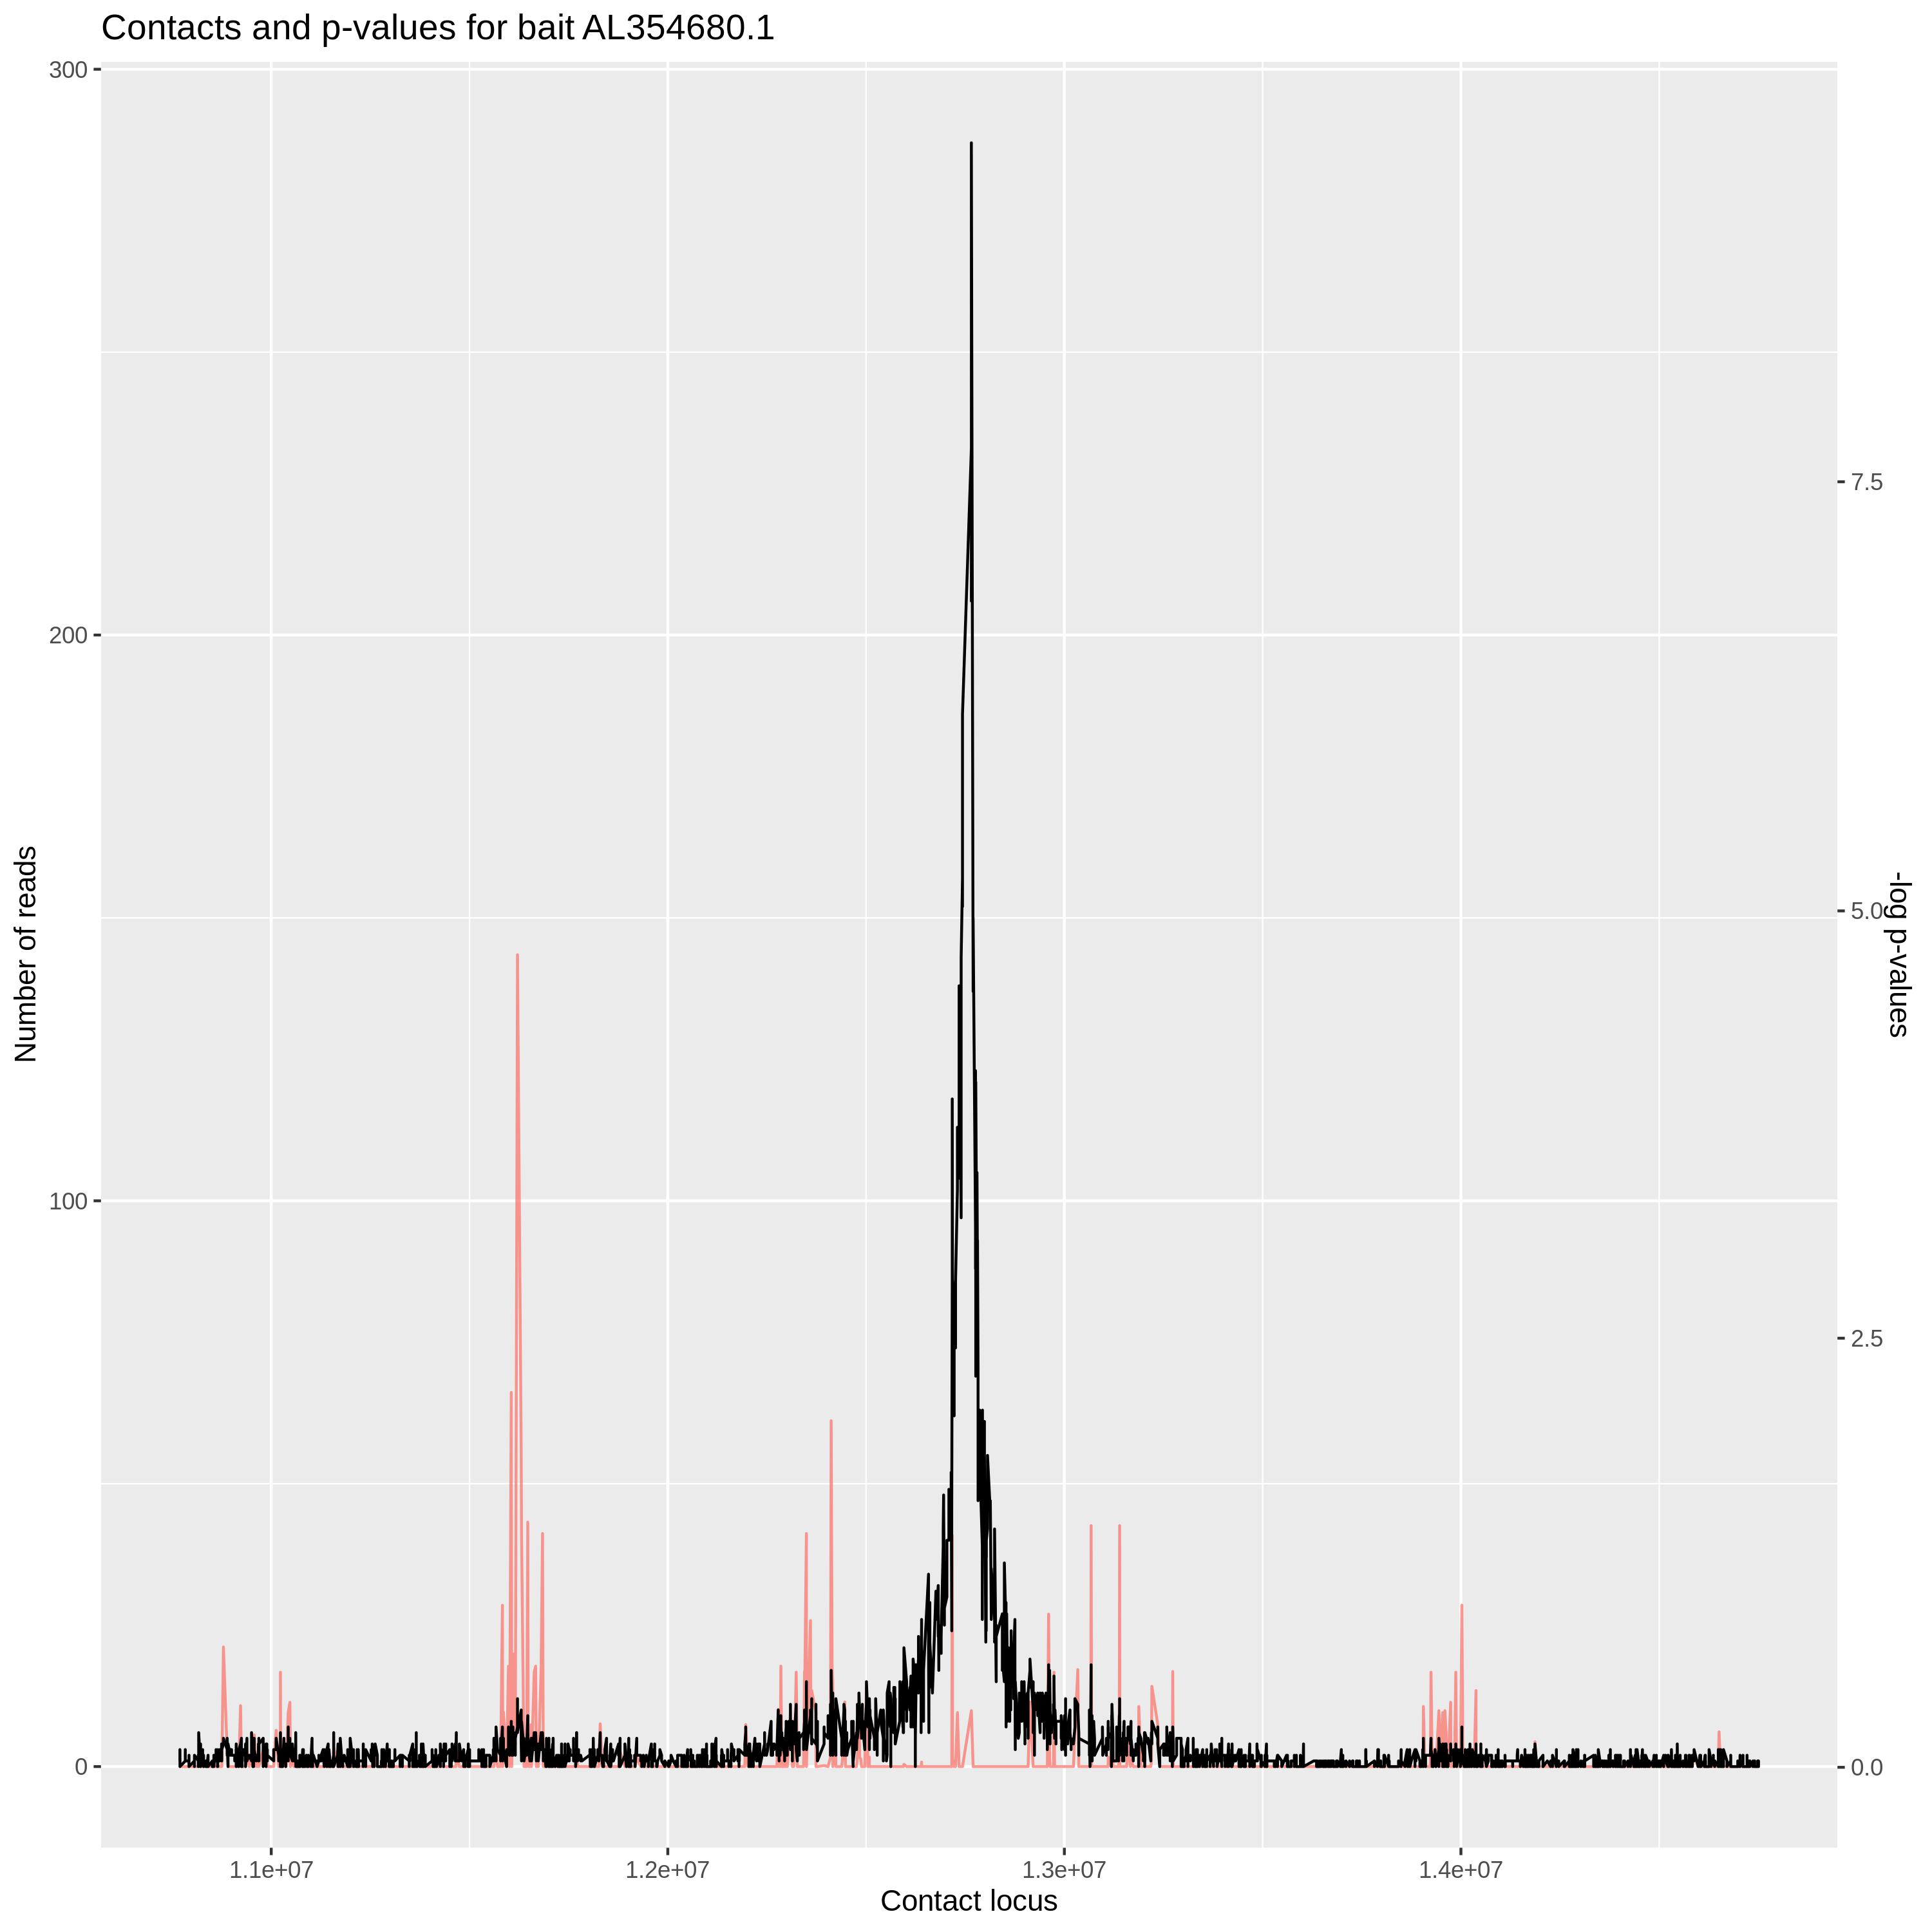 Contacts and p-values for bait AL354680.1
300
200
100
0
Number of reads
7.5
5.0
2.5
0.0
-log p-values
1.1e+07
1.2e+07
1.3e+07
1.4e+07
Contact locus